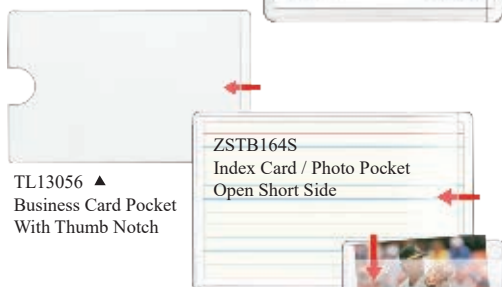 ZSTB164S
Index Card / Photo Pocket
Open Short Side
TL13056 ▲
Business Card Pocket
With Thumb Notch